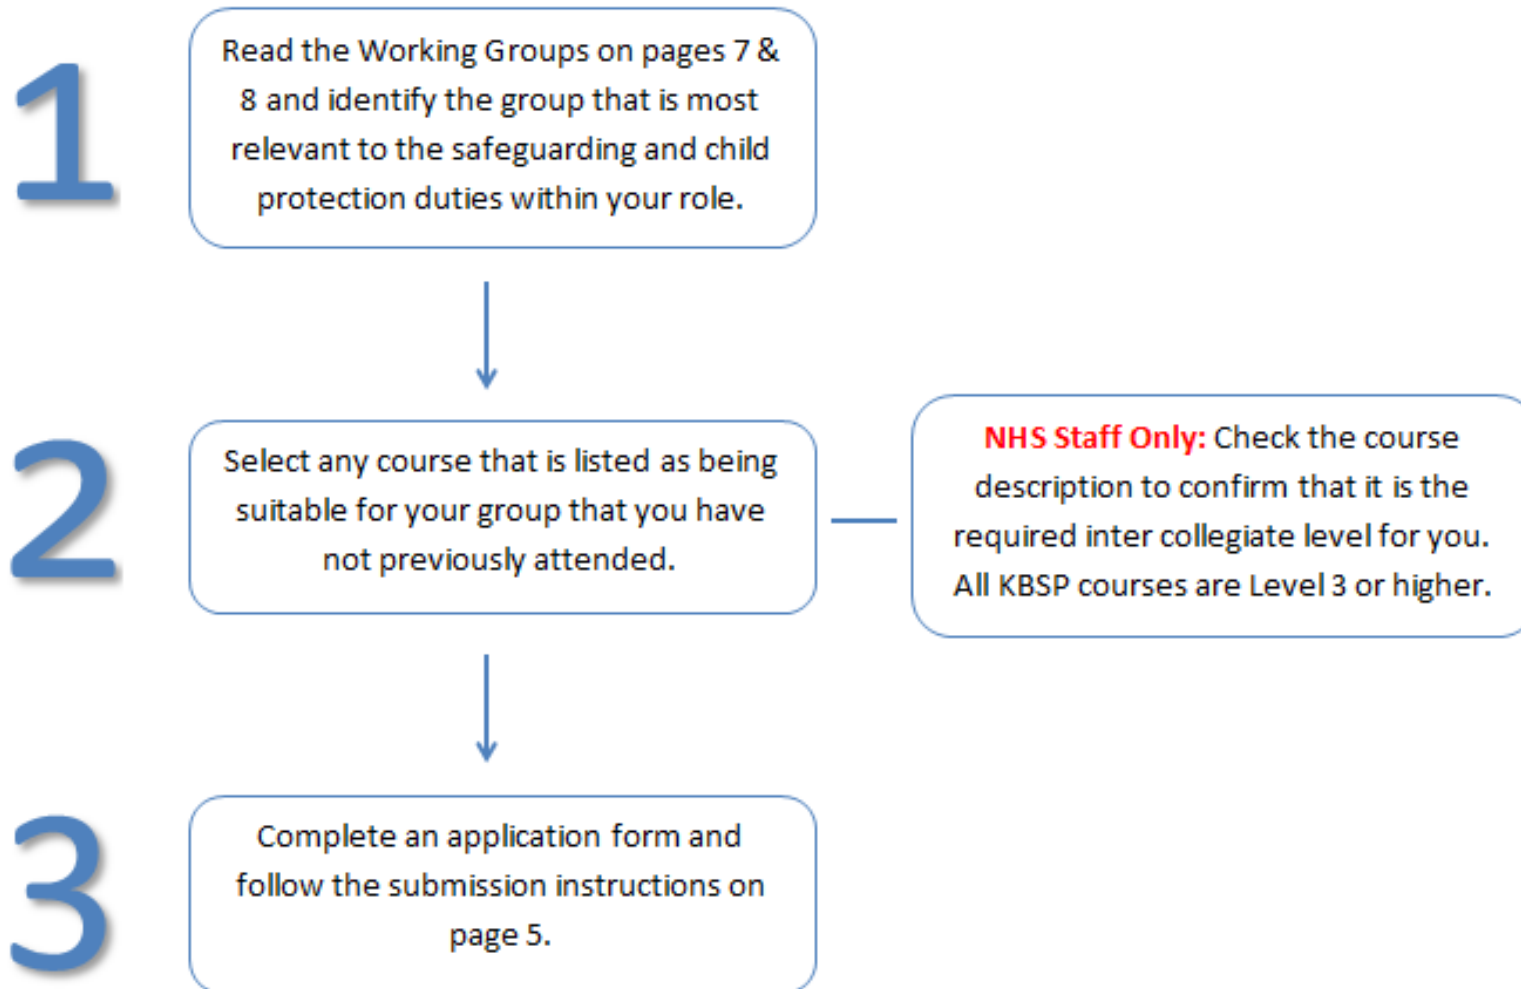 1
Read the Working Groups on pages 7 &
8 and identify the group that is most
relevant to the safeguarding and child
protection duties within your role.
2
Select any course that is listed as being
suitable for your group that you have
not previously attended.
NHS Staff Only: Check the course
description to confirm that it is the
required inter collegiate level for you.
All KBSP courses are Level 3 or higher.
3
Complete an application form and
follow the submission instructions on
page 5.